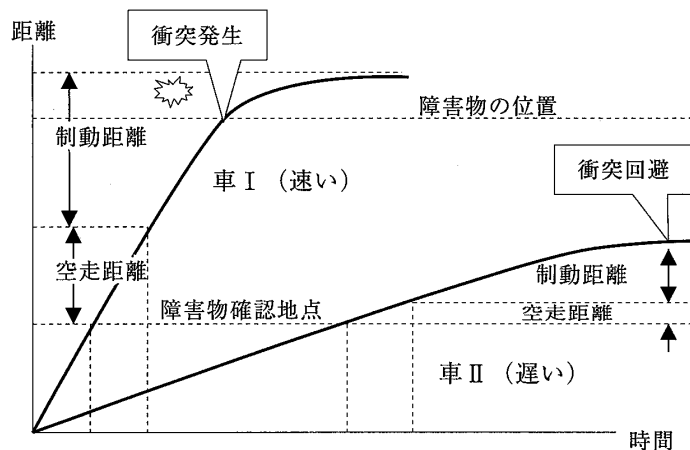 距離
衝突発生
障害物の位置
制動距離
車Ⅰ（速い）
衝突回避
空走距離
制動距離
障害物確認地点
空走距離
車Ⅱ（遅い）
時間